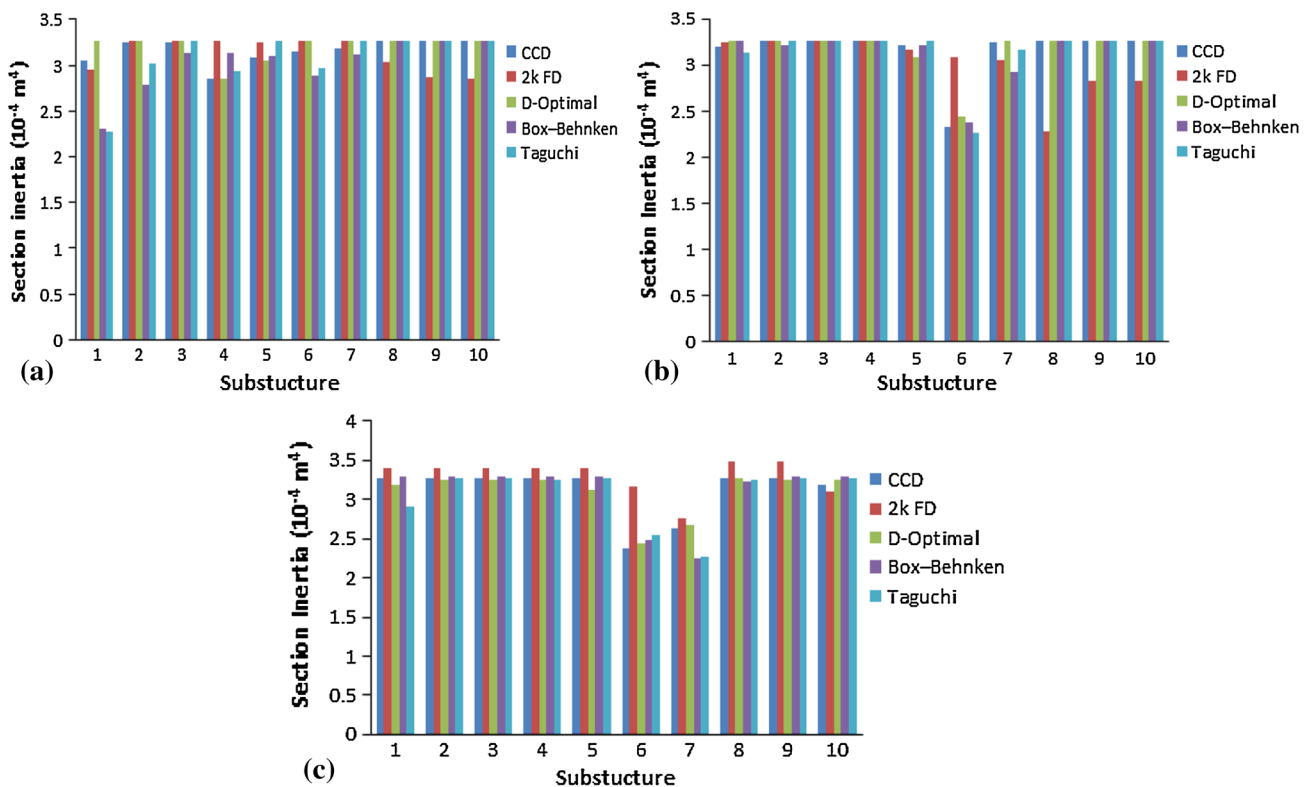 3.5
3
2.5
2
1.5
1
0.5
0
Section inertia (10⁻⁴ m⁴)
1 2 3 4 5 6 7 8 9 10
Substucture
(a)
CCD
2k FD
D-Optimal
Box–Behnken
Taguchi
3.5
3
2.5
2
1.5
1
0.5
0
Section Inertia (10⁻⁴ m⁴)
1 2 3 4 5 6 7 8 9 10
Substucture
(b)
CCD
2k FD
D-Optimal
Box–Behnken
Taguchi
4
3.5
3
2.5
2
1.5
1
0.5
0
Section Inertia (10⁻⁴ m⁴)
1 2 3 4 5 6 7 8 9 10
Substucture
(c)
CCD
2k FD
D-Optimal
Box–Behnken
Taguchi